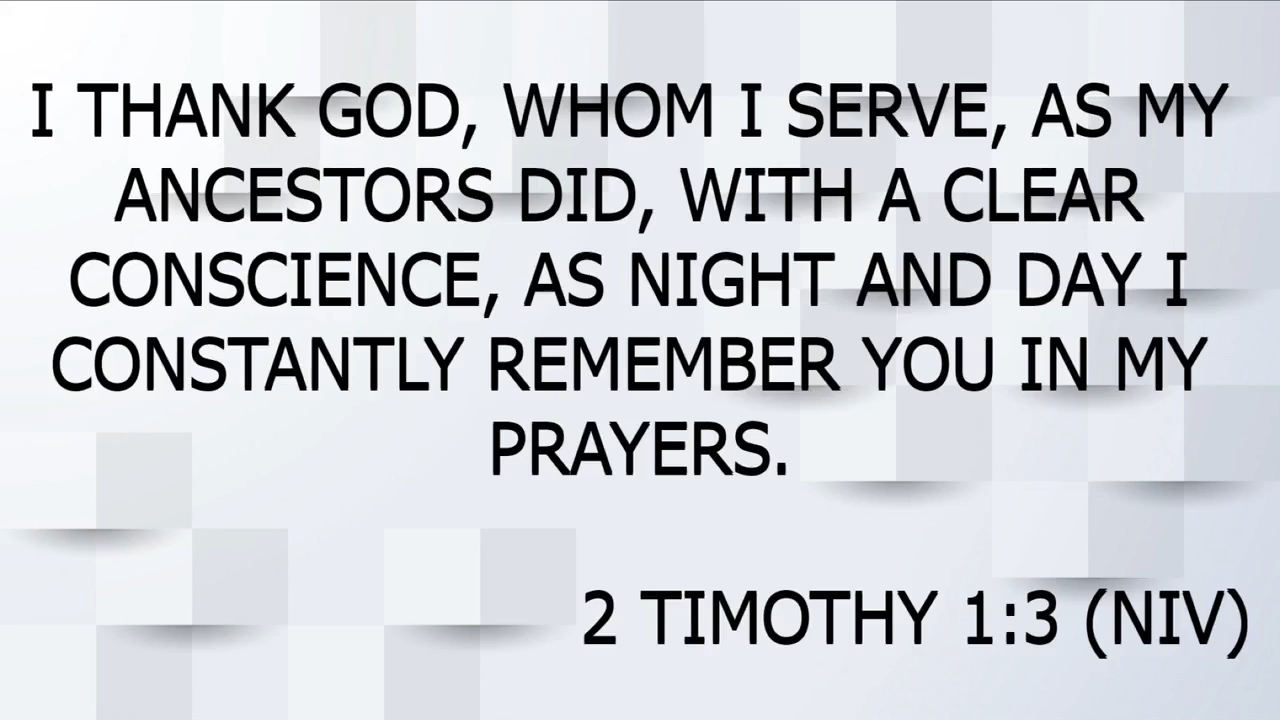 I THANK GOD, WHOM I SERVE, AS MY
ANCESTORS DID, WITH A CLEAR
CONSCIENCE, AS NIGHT AND DAY I
CONSTANTLY REMEMBER YOU IN MY
PRAYERS.
2 TIMOTHY 1:3 (NIV)